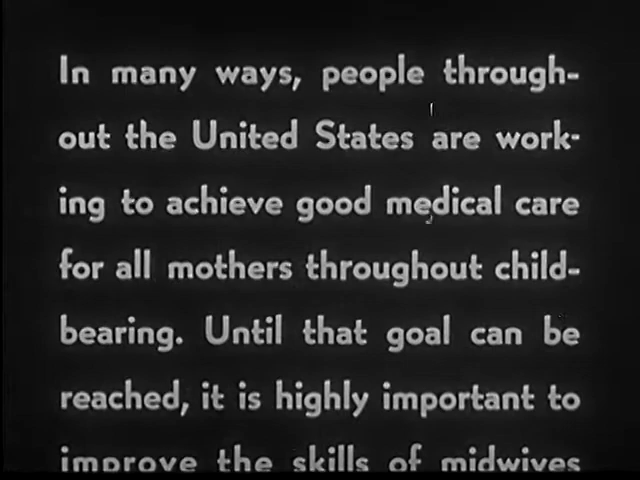 In many ways, people through-
out the United States are work-
ing to achieve good medical care
for all mothers throughout child-
bearing. Until that goal can be
reached, it is highly important to
improve the skills of midwives